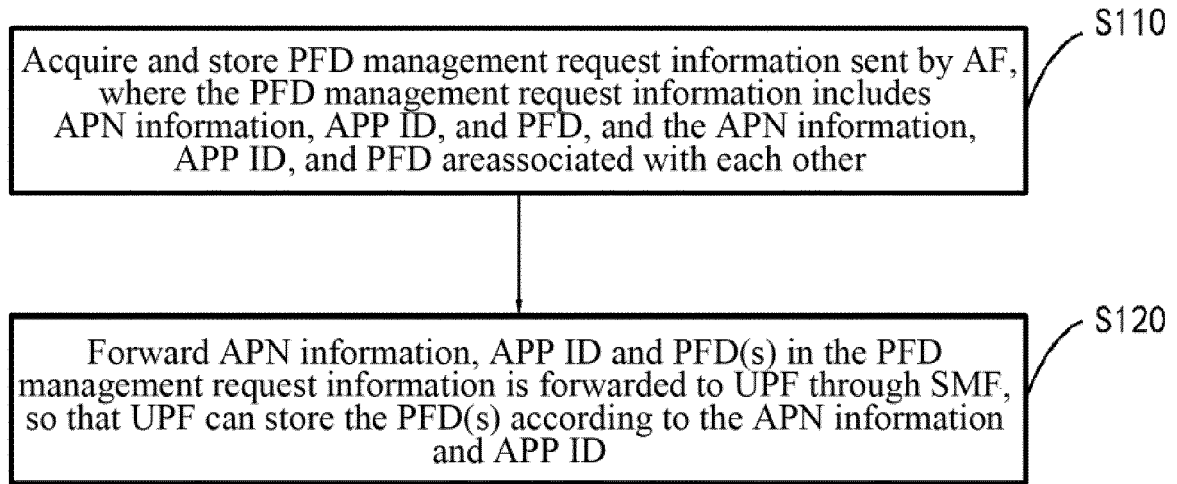 S110
Acquire and store PFD management request information sent by AF,
where the PFD management request information includes
APN information, APP ID, and PFD, and the APN information,
APP ID, and PFD areassociated with each other
S120
Forward APN information, APP ID and PFD(s) in the PFD
management request information is forwarded to UPF through SMF,
so that UPF can store the PFD(s) according to the APN information
and APP ID